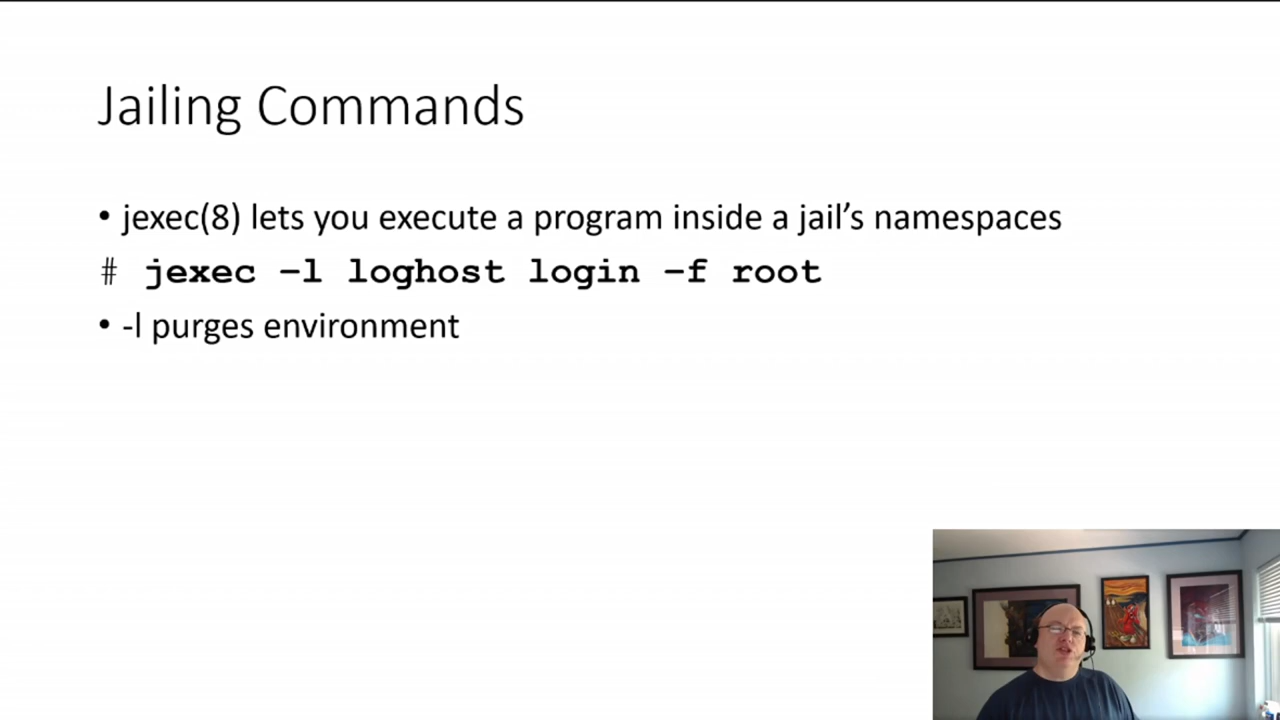 Jailing Commands
• jexec(8) lets you execute a program inside a jail’s namespaces
# jexec –l loghost login –f root
• -l purges environment